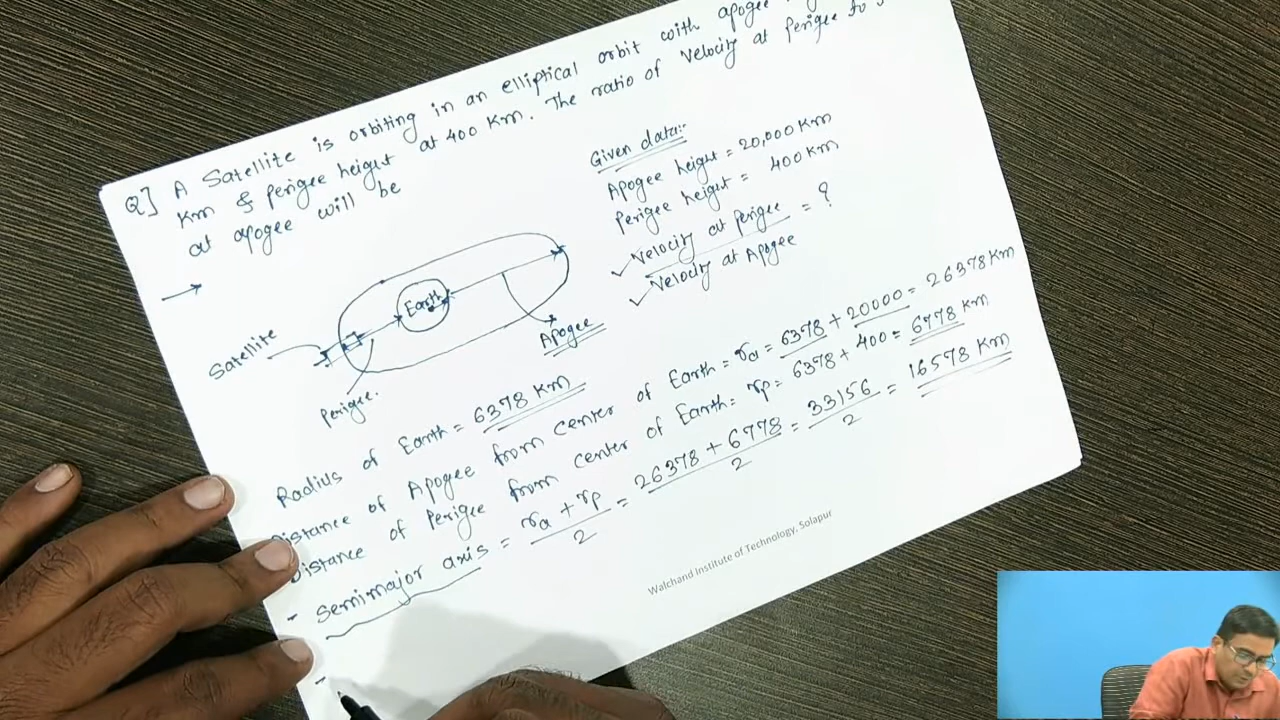 Q] A Satellite is orbiting in an elliptical orbit with apogee
Km & perigee height at 400 Km. The ratio of Velocity at perigee to
at apogee will be
Given data:-
Apogee height = 20,000 Km
Perigee height = 400 Km
Velocity at perigee = ?
Velocity at Apogee
Earth
Satellite
Apogee
Perigee.
Radius of Earth = 6378 Km
Distance of Apogee from center of Earth = ra = 6378 + 20000 = 26378 Km
Distance of Perigee from center of Earth = rp = 6378 + 400 = 6778 Km
- Semimajor axis = ra + rp / 2 = 26378 + 6778 / 2 = 33156 / 2 = 16578 Km
-
Walchand Institute of Technology, Solapur